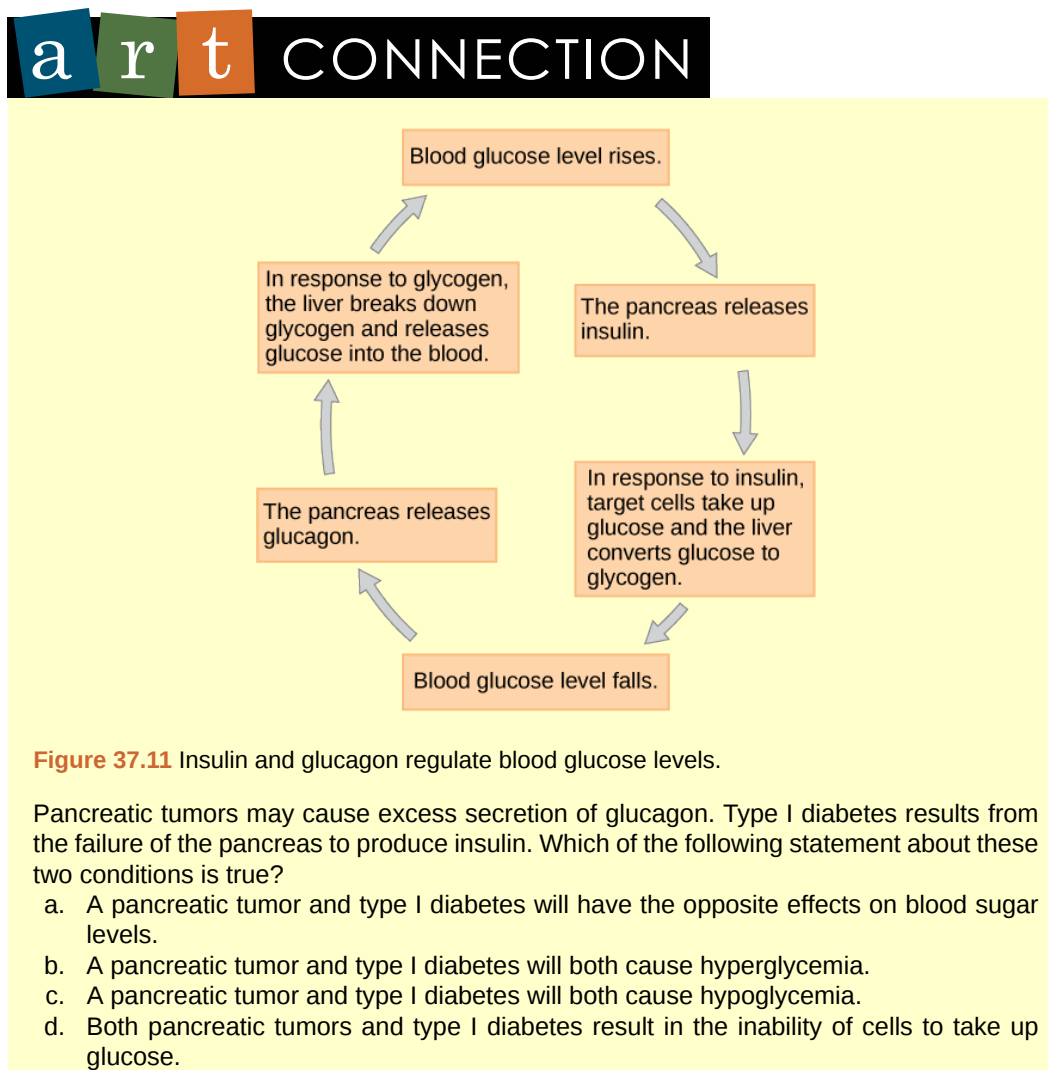 art CONNECTION
Blood glucose level rises.
In response to glycogen,
the liver breaks down
glycogen and releases
glucose into the blood.
The pancreas releases
insulin.
The pancreas releases
glucagon.
In response to insulin,
target cells take up
glucose and the liver
converts glucose to
glycogen.
Blood glucose level falls.
Figure 37.11 Insulin and glucagon regulate blood glucose levels.
Pancreatic tumors may cause excess secretion of glucagon. Type I diabetes results from
the failure of the pancreas to produce insulin. Which of the following statement about these
two conditions is true?
a. A pancreatic tumor and type I diabetes will have the opposite effects on blood sugar
levels.
b. A pancreatic tumor and type I diabetes will both cause hyperglycemia.
c. A pancreatic tumor and type I diabetes will both cause hypoglycemia.
d. Both pancreatic tumors and type I diabetes result in the inability of cells to take up
glucose.